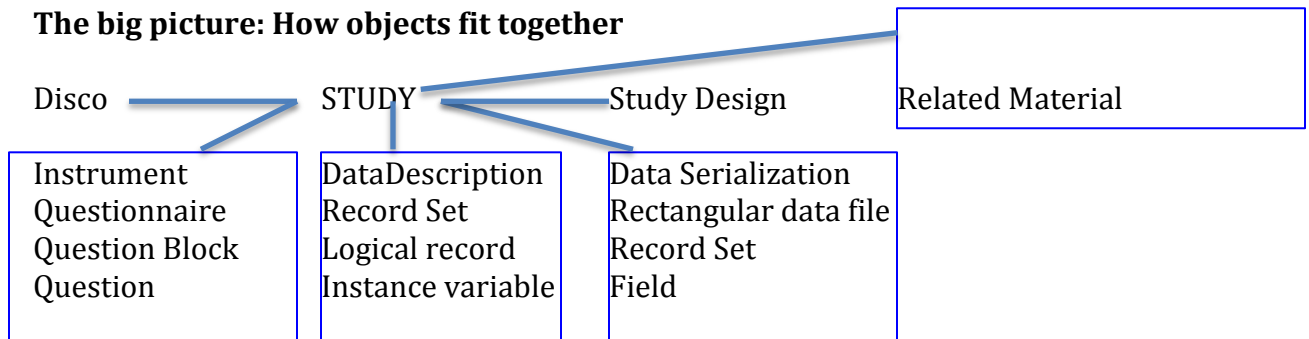 The big picture: How objects fit together
Disco STUDY Study Design Related Material
Instrument DataDescription Data Serialization
Questionnaire Record Set Rectangular data file
Question Block Logical record Record Set
Question Instance variable Field